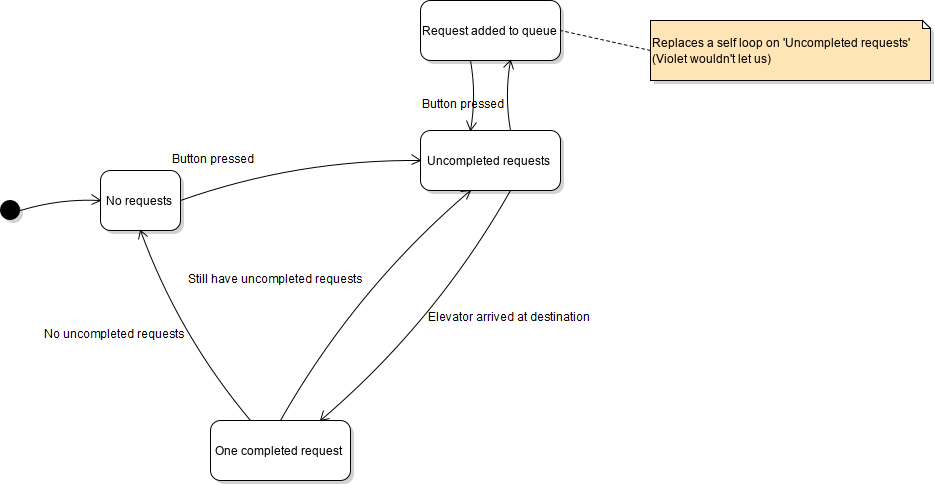 Request added to queue
Replaces a self loop on 'Uncompleted requests'
(Violet wouldn't let us)
Button pressed
Button pressed
Uncompleted requests
No requests
Still have uncompleted requests
Elevator arrived at destination
No uncompleted requests
One completed request